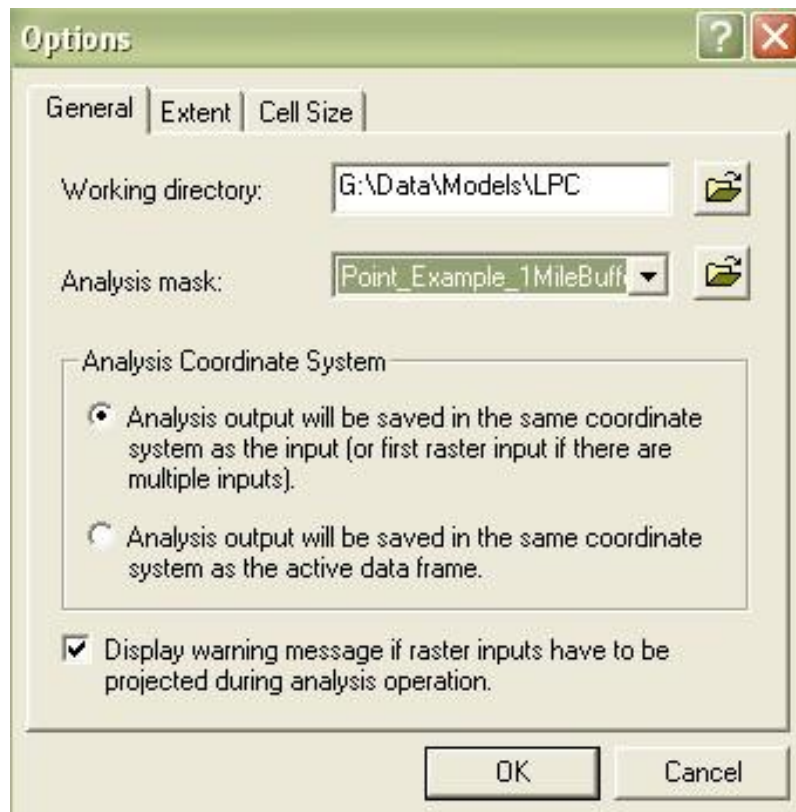 Options
General
Extent
Cell Size
Working directory:
G:\Data\Models\LPC
Analysis mask:
Point_Example_1MileBuff
Analysis Coordinate System
Analysis output will be saved in the same coordinate
system as the input (or first raster input if there are
multiple inputs).
Analysis output will be saved in the same coordinate
system as the active data frame.
Display warning message if raster inputs have to be
projected during analysis operation.
OK
Cancel